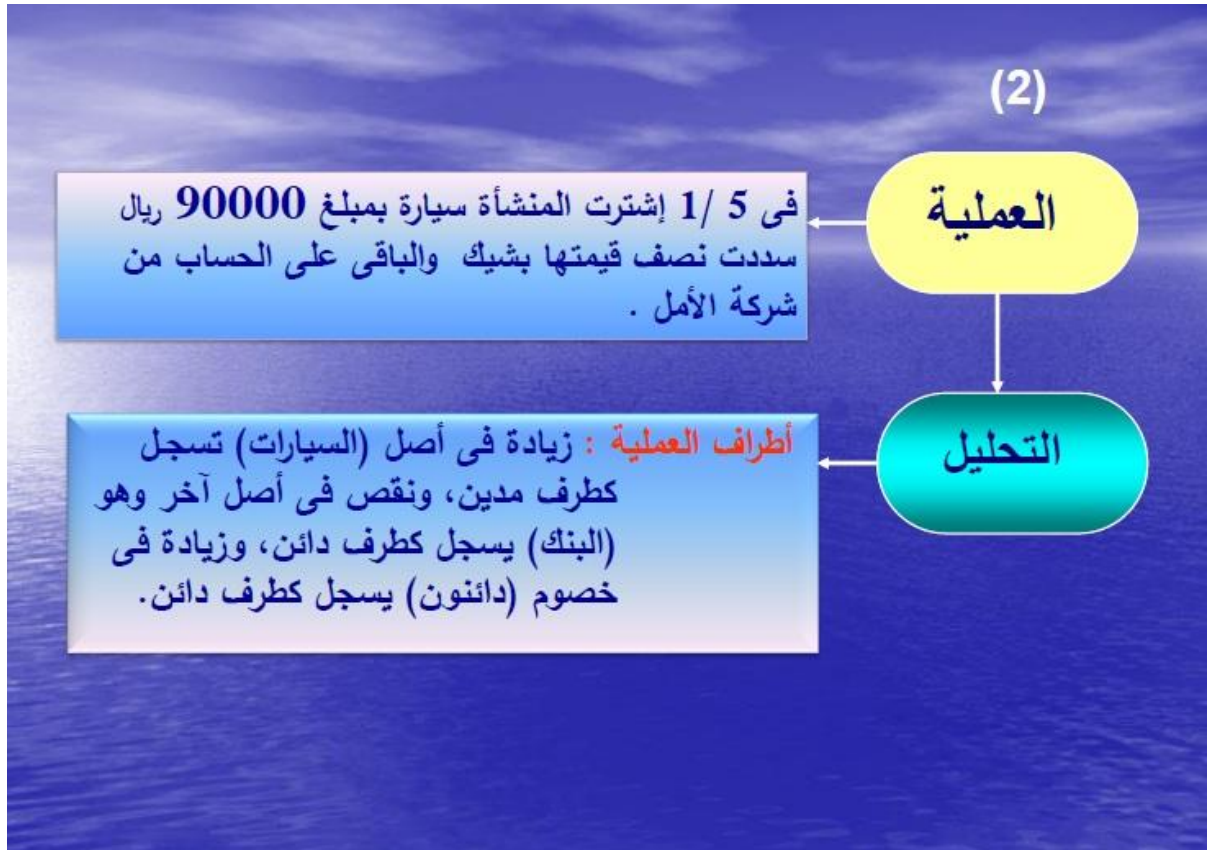 (2)
العملية
فى 5 /1 إشترت المنشأة سيارة بمبلغ 90000 ريال
سددت نصف قيمتها بشيك والباقى على الحساب من
شركة الأمل .
التحليل
أطراف العملية : زيادة فى أصل (السيارات) تسجل
كطرف مدين، ونقص فى أصل آخر وهو
(البنك) يسجل كطرف دائن، وزيادة فى
خصوم (دائنون) يسجل كطرف دائن.